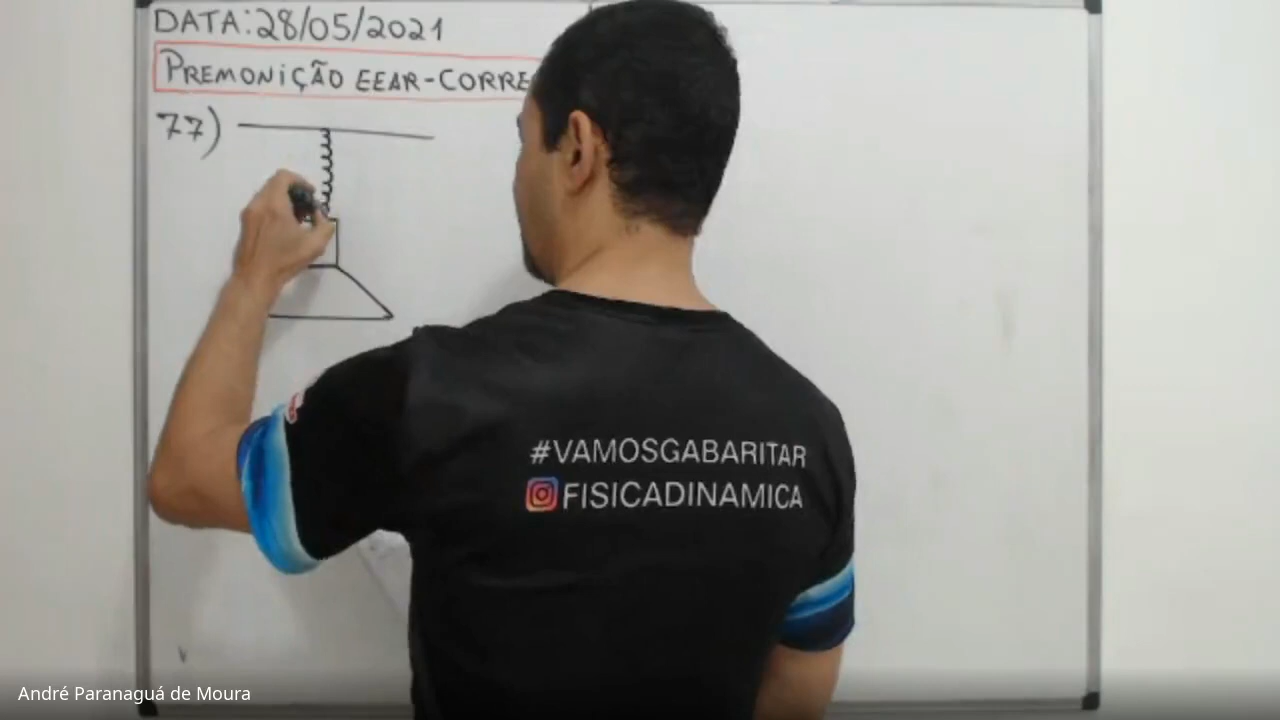 DATA:28/05/2021
PREMONIÇÃO EEAR-CORRE
77)
#VAMOSGABARITAR
FISICADINAMICA
André Paranaguá de Moura